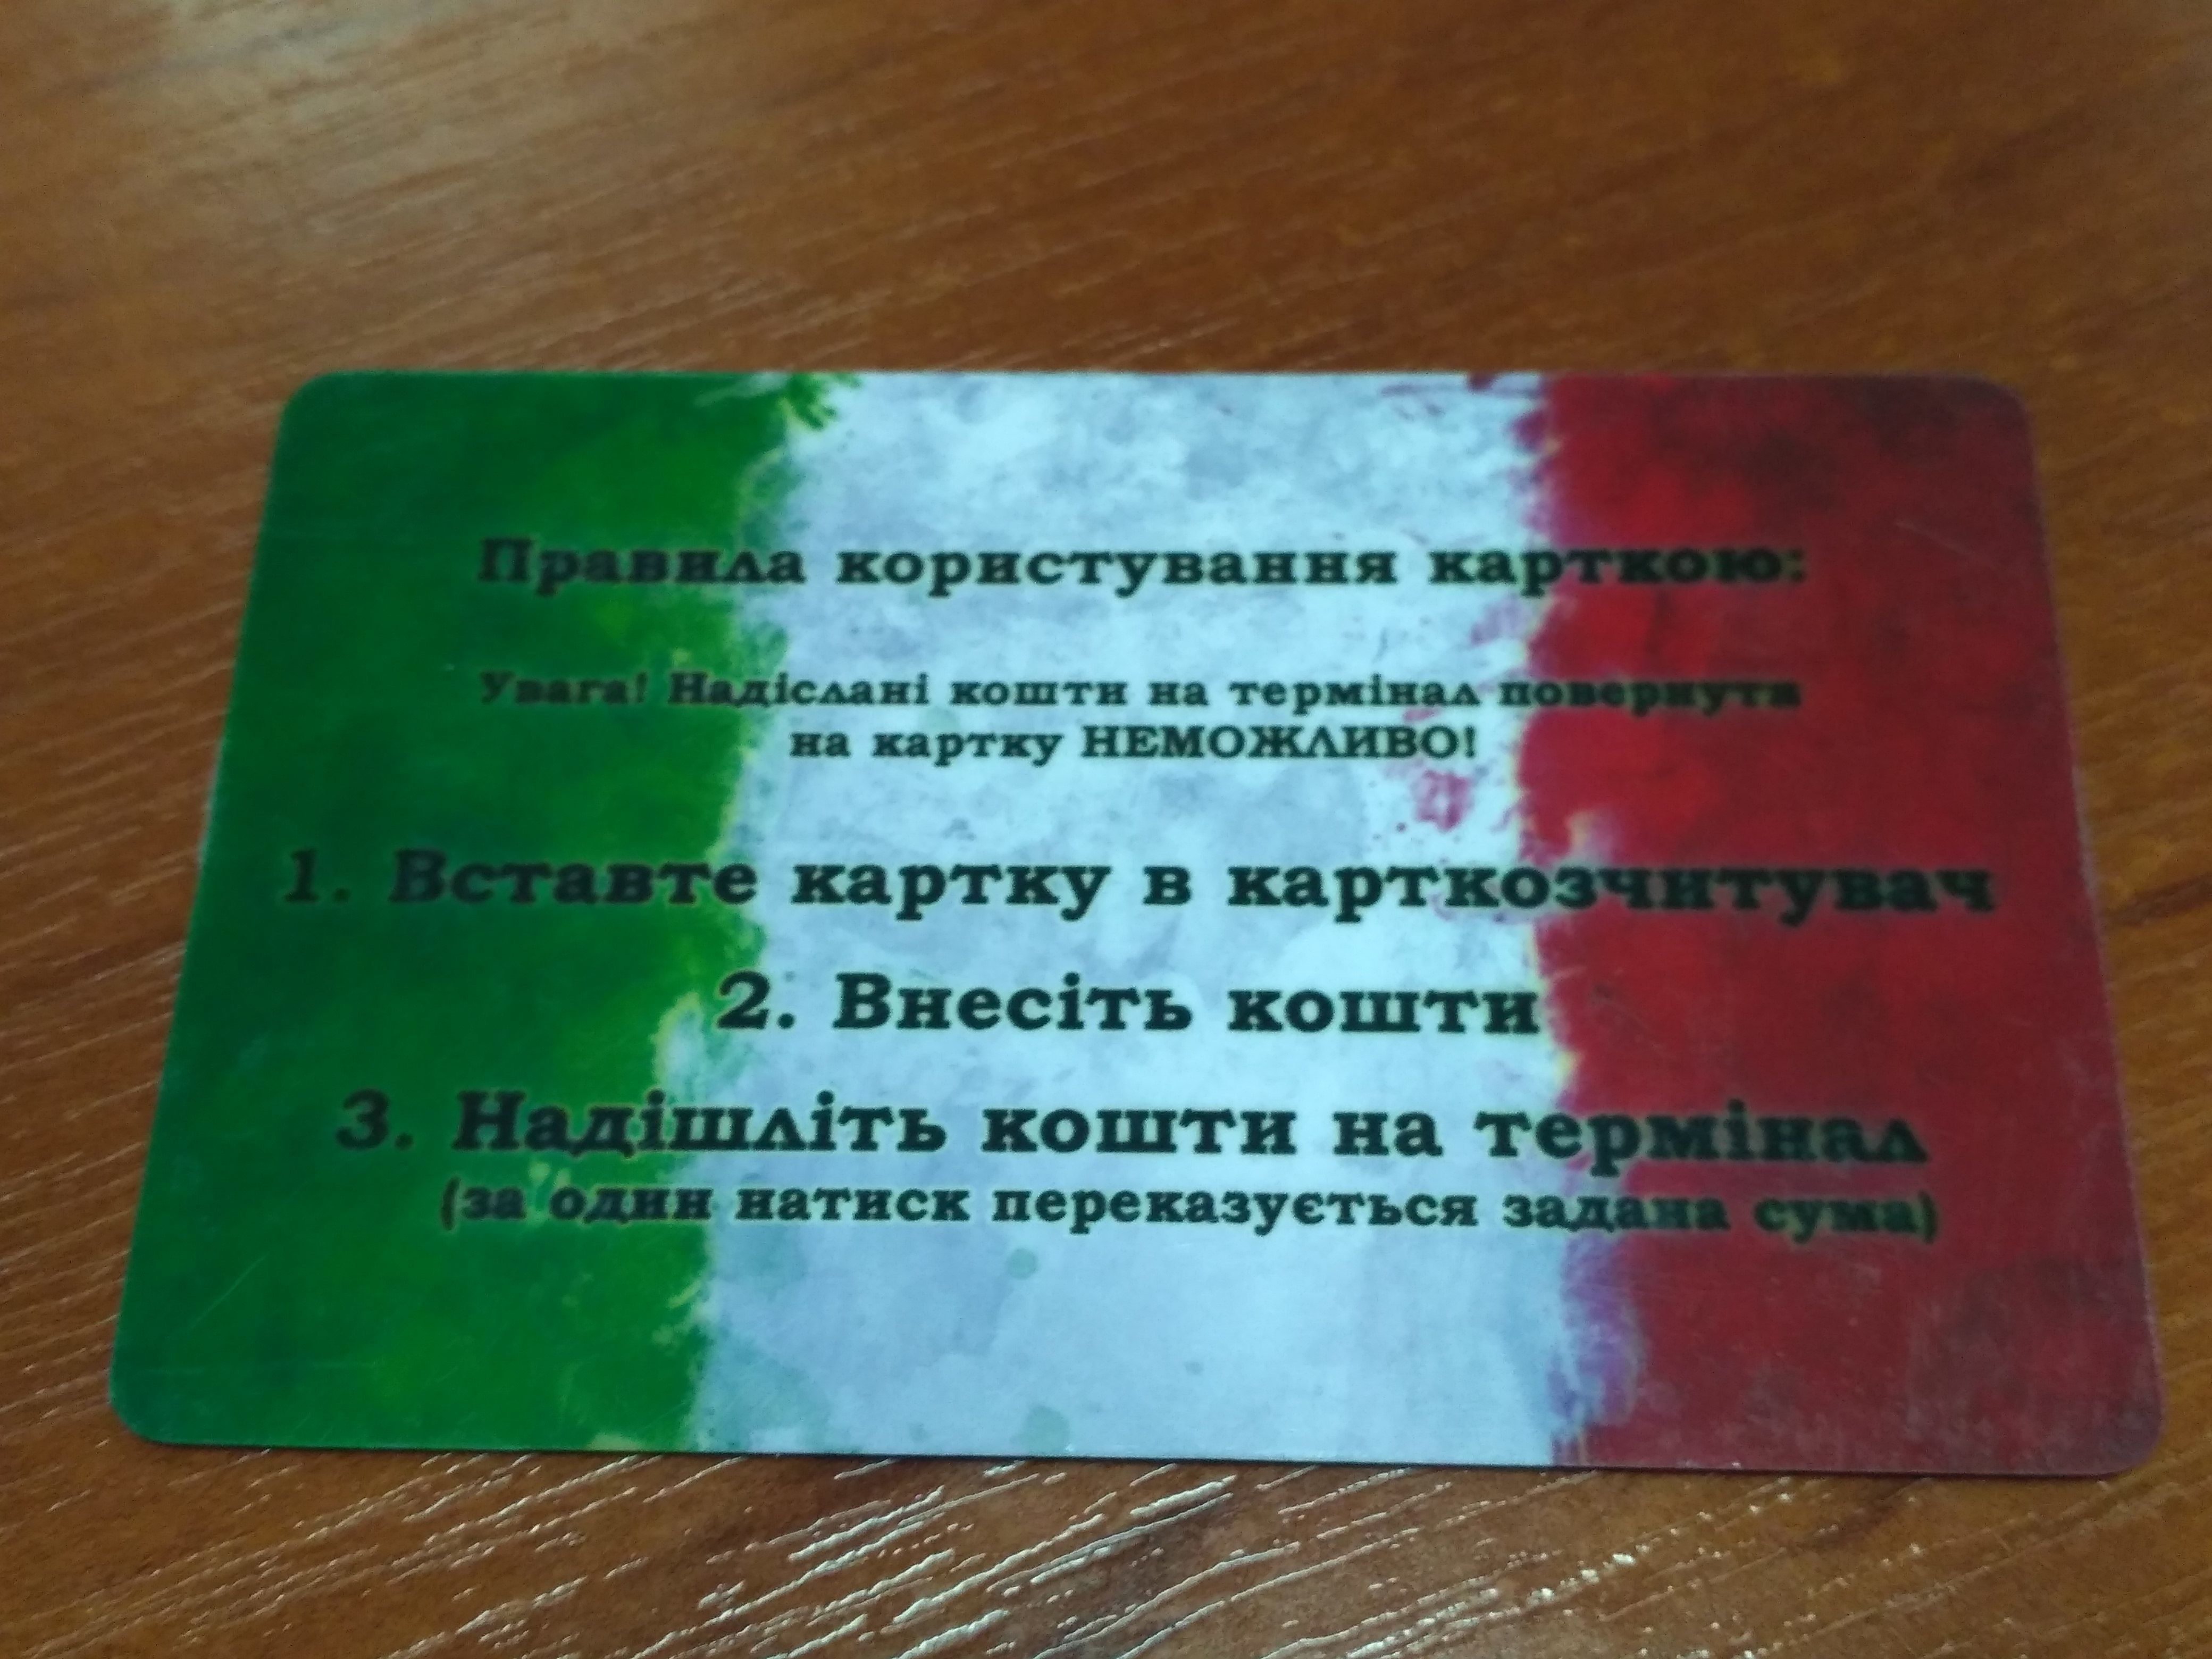 Правила користування карткою:
Увага! Надіслані кошти на термінал повернути
на картку НЕМОЖЛИВО!
1. Вставте картку в карткозчитувач
2. Внесіть кошти
3. Надішліть кошти на термінал
(за один натиск переказується задана сума)